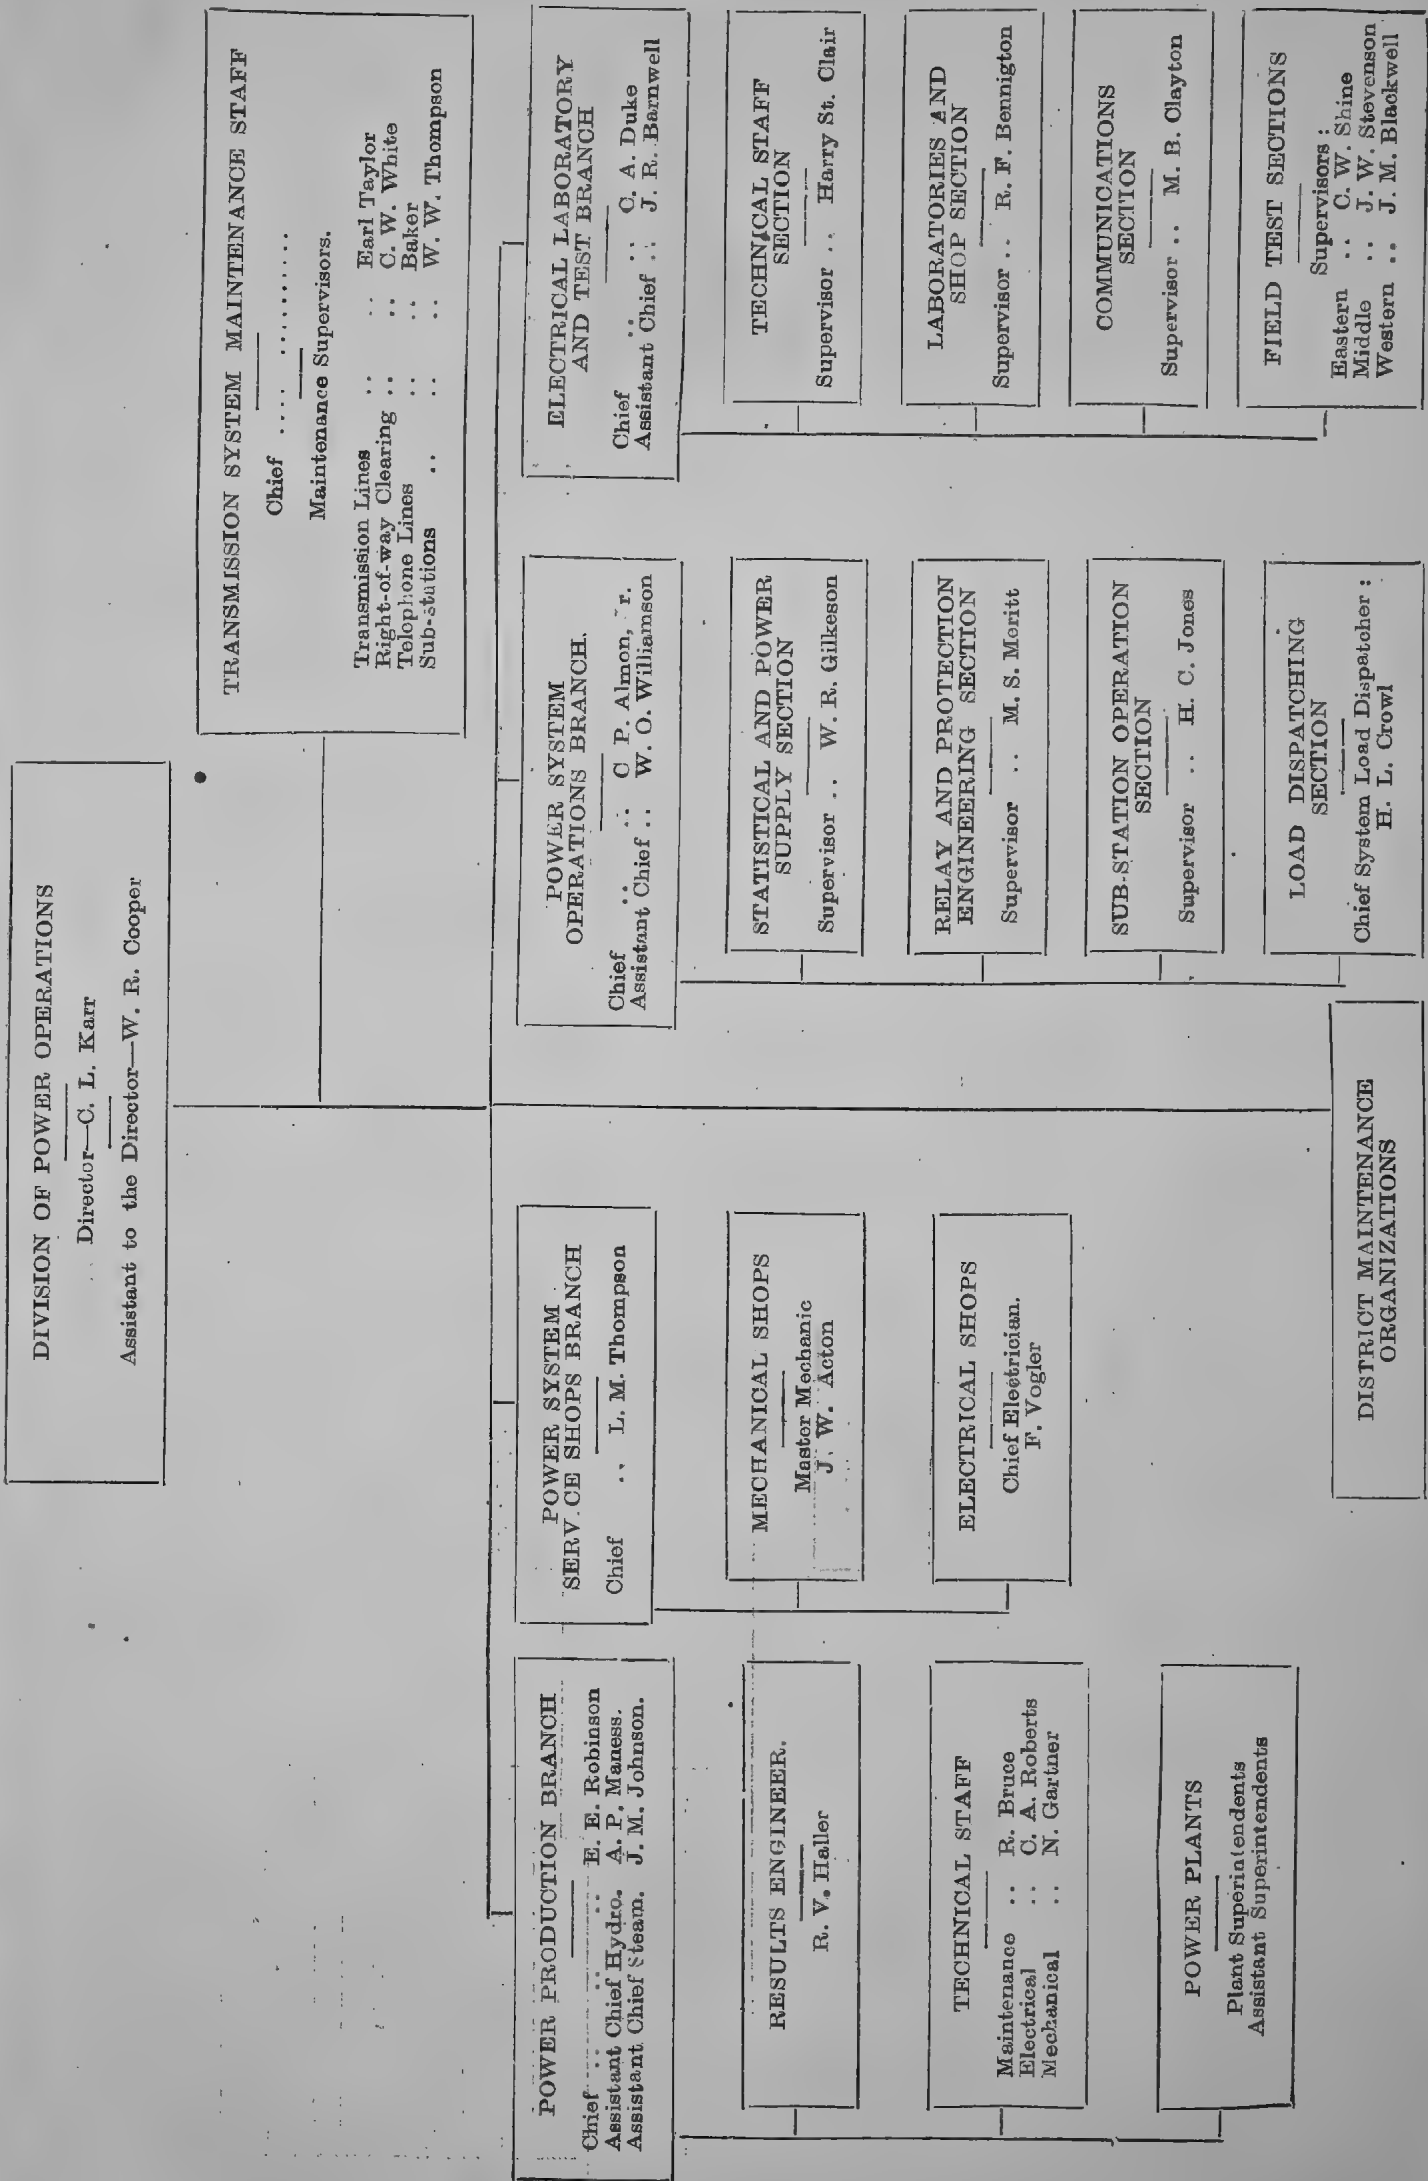 DIVISION OF POWER OPERATIONS
Director—C. L. Karr
Assistant to the Director—W. R. Cooper
TRANSMISSION SYSTEM MAINTENANCE STAFF
Chief .... .........
Maintenance Supervisors.
Transmission Lines .. .. Earl Taylor
Right-of-way Clearing .. .. C. W. White
Telephone Lines .. .. Baker
Sub-stations .. .. .. W. W. Thompson
POWER PRODUCTION BRANCH
Chief .. .. .. E. E. Robinson
Assistant Chief Hydro. A. P. Maness.
Assistant Chief Steam. J. M. Johnson.
RESULTS ENGINEER.
R. V. Haller
TECHNICAL STAFF
Maintenance .. R. Bruce
Electrical .. C. A. Roberts
Mechanical .. N. Gartner
POWER PLANTS
Plant Superintendents
Assistant Superintendents
POWER SYSTEM
SERV.CE SHOPS BRANCH
Chief .. L. M. Thompson
MECHANICAL SHOPS
Master Mechanic
J. W. Acton
ELECTRICAL SHOPS
Chief Electrician.
F. Vogler
DISTRICT MAINTENANCE
ORGANIZATIONS
POWER SYSTEM
OPERATIONS BRANCH.
Chief .. .. C P. Almon, r.
Assistant Chief .. W. O. Williamson
STATISTICAL AND POWER
SUPPLY SECTION
Supervisor .. W. R. Gilkeson
RELAY AND PROTECTION
ENGINEERING SECTION
Supervisor .. M. S. Meritt
SUB-STATION OPERATION
SECTION
Supervisor .. H. C. Jones
LOAD DISPATCHING
SECTION
Chief System Load Dispatcher :
H. L. Crowl
ELECTRICAL LABORATORY
AND TEST BRANCH
Chief .. .. C. A. Duke
Assistant Chief .. J. R. Barnwell
TECHNICAL STAFF
SECTION
Supervisor .. Harry St. Clair
LABORATORIES AND
SHOP SECTION
Supervisor .. R. F. Bennigton
COMMUNICATIONS
SECTION
Supervisor .. M. B. Clayton
FIELD TEST SECTIONS
Supervisors :
Eastern .. C. W. Shine
Middle .. J. W. Stevenson
Western .. J. M. Blackwell